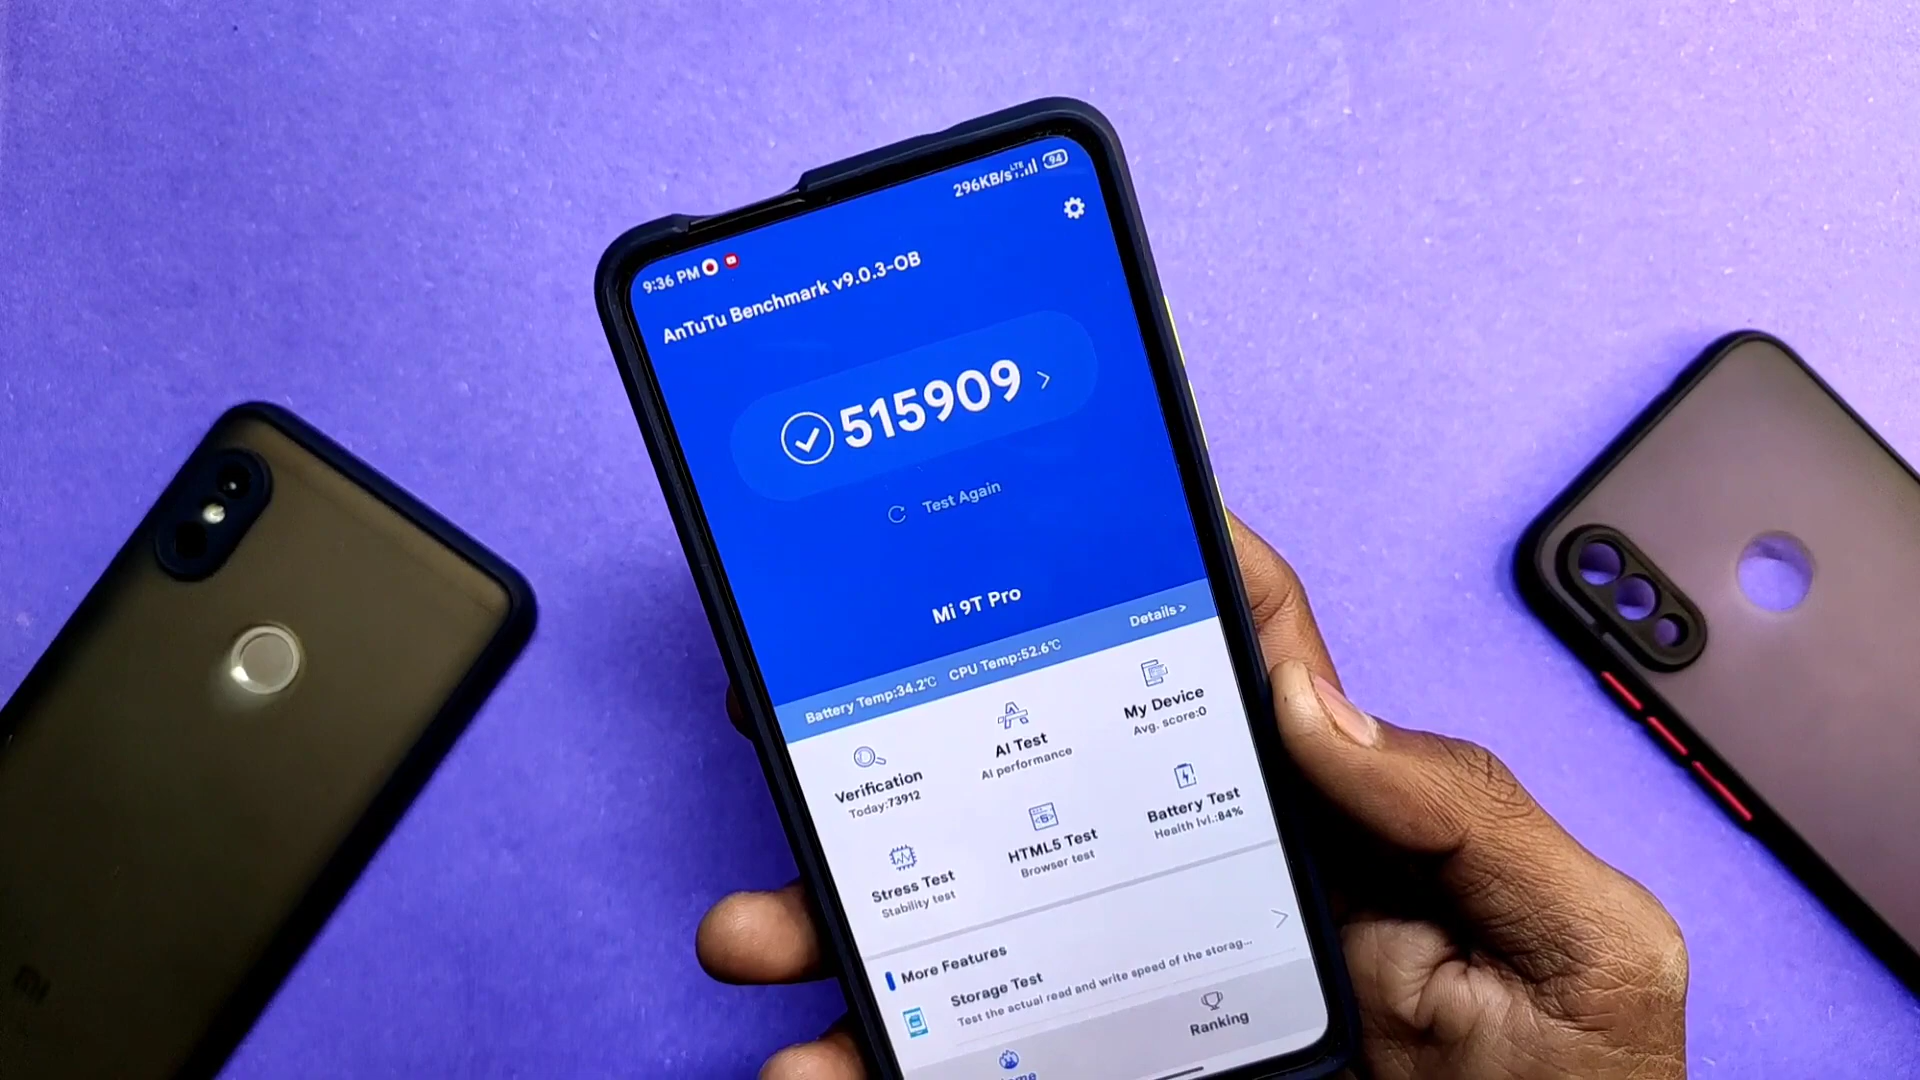 9:36 PM
296KB/s LTE 94
AnTuTu Benchmark v9.0.3-OB
515909 >
Test Again
Mi 9T Pro
Battery Temp:34.2℃ CPU Temp:52.6℃ Details >
Verification
Today:73912
AI Test
AI performance
My Device
Avg. score:0
Stress Test
Stability test
HTML5 Test
Browser test
Battery Test
Health lvl.:84%
More Features
Storage Test
Test the actual read and write speed of the storag...
Ranking
MI